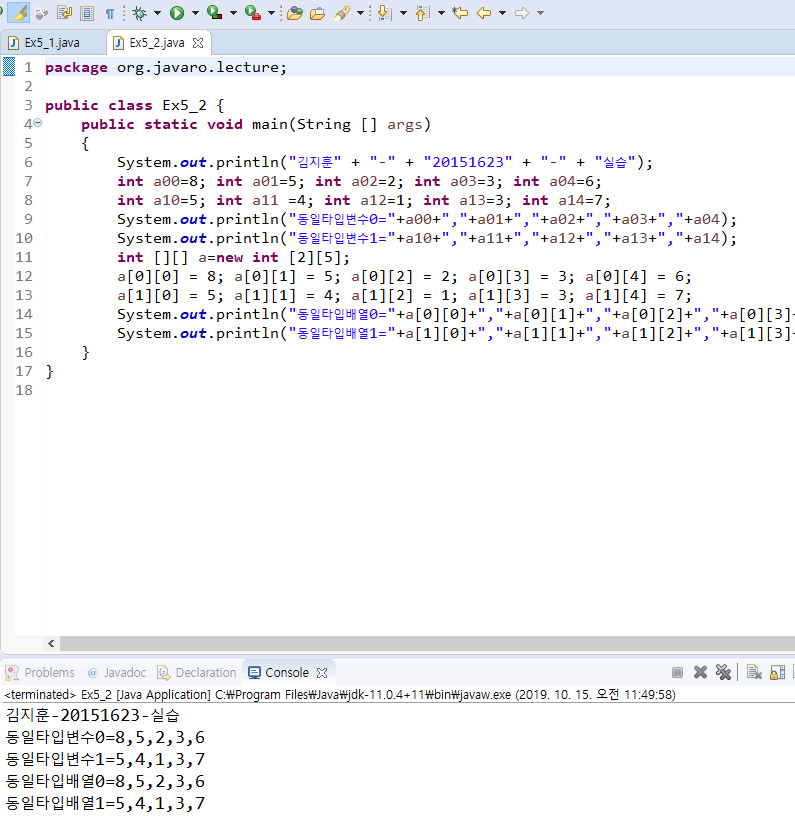 Ex5_1.java
Ex5_2.java
1 package org.javaro.lecture;
2
3 public class Ex5_2 {
4 public static void main(String [] args)
5 {
6 System.out.println("김지훈" + "-" + "20151623" + "-" + "실습");
7 int a00=8; int a01=5; int a02=2; int a03=3; int a04=6;
8 int a10=5; int a11 =4; int a12=1; int a13=3; int a14=7;
9 System.out.println("동일타입변수0="+a00+","+a01+","+a02+","+a03+","+a04);
10 System.out.println("동일타입변수1="+a10+","+a11+","+a12+","+a13+","+a14);
11 int [][] a=new int [2][5];
12 a[0][0] = 8; a[0][1] = 5; a[0][2] = 2; a[0][3] = 3; a[0][4] = 6;
13 a[1][0] = 5; a[1][1] = 4; a[1][2] = 1; a[1][3] = 3; a[1][4] = 7;
14 System.out.println("동일타입배열0="+a[0][0]+","+a[0][1]+","+a[0][2]+","+a[0][3]+
15 System.out.println("동일타입배열1="+a[1][0]+","+a[1][1]+","+a[1][2]+","+a[1][3]+
16 }
17 }
18
Problems @ Javadoc Declaration Console
<terminated> Ex5_2 [Java Application] C:₩Program Files₩Java₩jdk-11.0.4+11₩bin₩javaw.exe (2019. 10. 15. 오전 11:49:58)
김지훈-20151623-실습
동일타입변수0=8,5,2,3,6
동일타입변수1=5,4,1,3,7
동일타입배열0=8,5,2,3,6
동일타입배열1=5,4,1,3,7